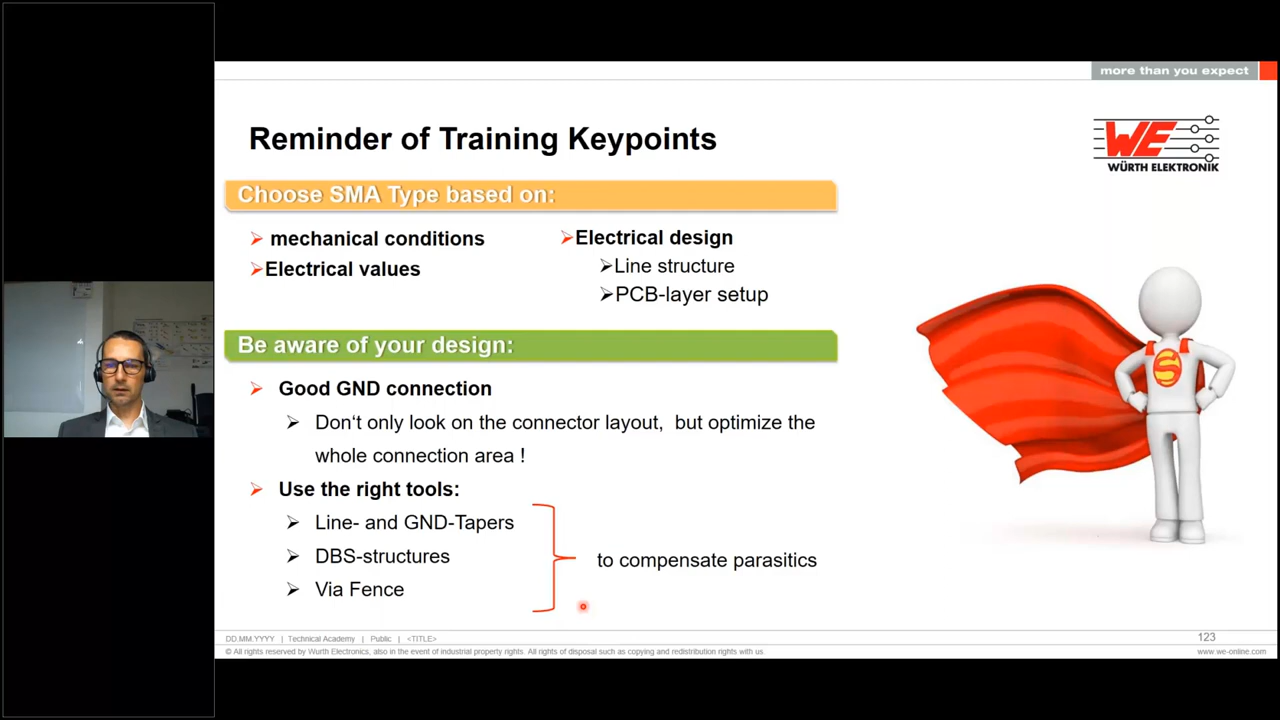 more than you expect
Reminder of Training Keypoints
WE
WÜRTH ELEKTRONIK
Choose SMA Type based on:
mechanical conditions
Electrical values
Electrical design
Line structure
PCB-layer setup
Be aware of your design:
Good GND connection
Don‘t only look on the connector layout, but optimize the
whole connection area !
Use the right tools:
Line- and GND-Tapers
DBS-structures
Via Fence
to compensate parasitics
S
DD.MM.YYYY | Technical Academy | Public | <TITLE>
123
© All rights reserved by Wurth Electronics, also in the event of industrial property rights. All rights of disposal such as copying and redistribution rights with us.
www.we-online.com